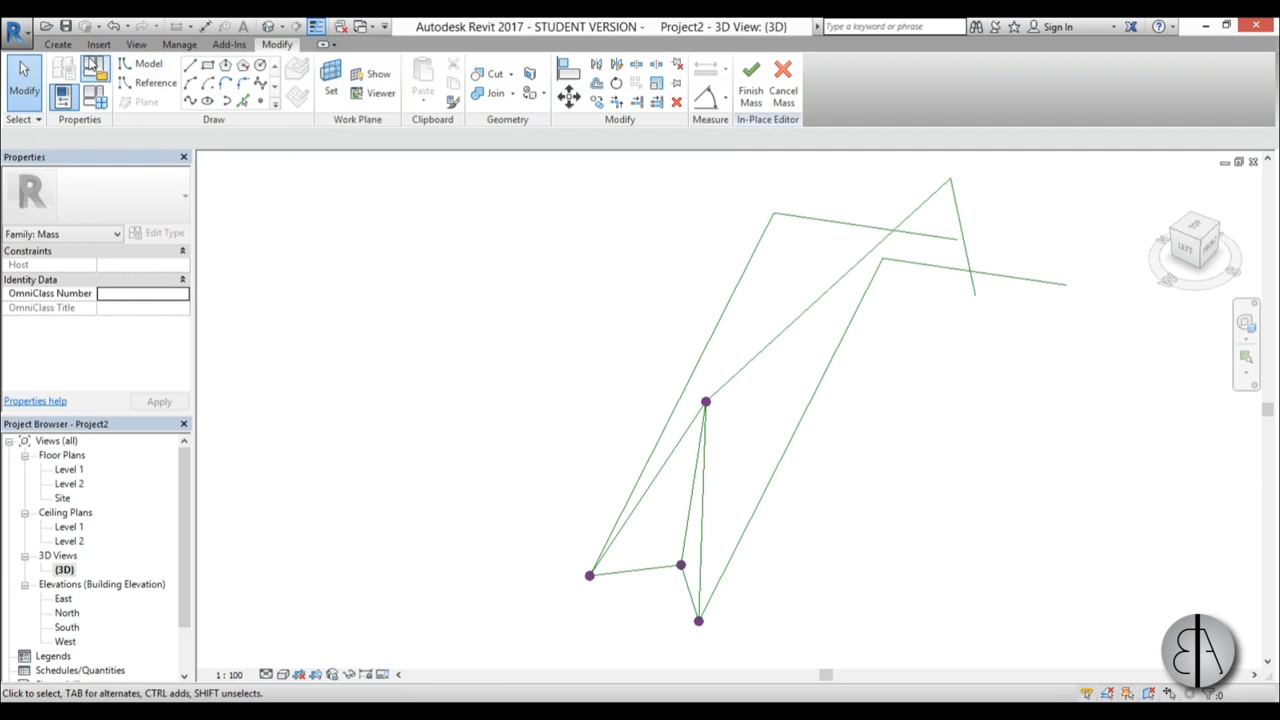 Autodesk Revit 2017 - STUDENT VERSION - Project2 - 3D View: {3D}
Type a keyword or phrase
Sign In
Create Insert View Manage Add-Ins Modify
Modify
Model
Reference
Plane
Set
Show
Viewer
Paste
Cut
Join
Finish Mass
Cancel Mass
Select Properties Draw Work Plane Clipboard Geometry Modify Measure In-Place Editor
Properties
R
Family: Mass
Edit Type
Constraints
Host
Identity Data
OmniClass Number
OmniClass Title
Properties help
Apply
Project Browser - Project2
Views (all)
Floor Plans
Level 1
Level 2
Site
Ceiling Plans
Level 1
Level 2
3D Views
{3D}
Elevations (Building Elevation)
East
North
South
West
Legends
Schedules/Quantities
TOP
LEFT
FRONT
1 : 100
Click to select, TAB for alternates, CTRL adds, SHIFT unselects.
:0